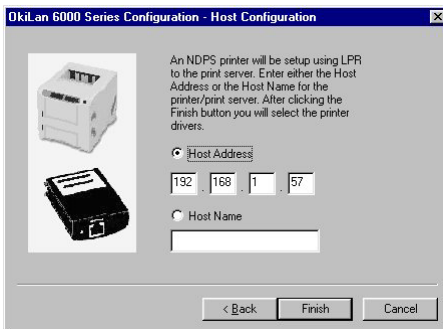 OkiLan 6000 Series Configuration - Host Configuration
An NDPS printer will be setup using LPR
to the print server. Enter either the Host
Address or the Host Name for the
printer/print server. After clicking the
Finish button you will select the printer
drivers.
Host Address
192 . 168 . 1 . 57
Host Name
< Back Finish Cancel